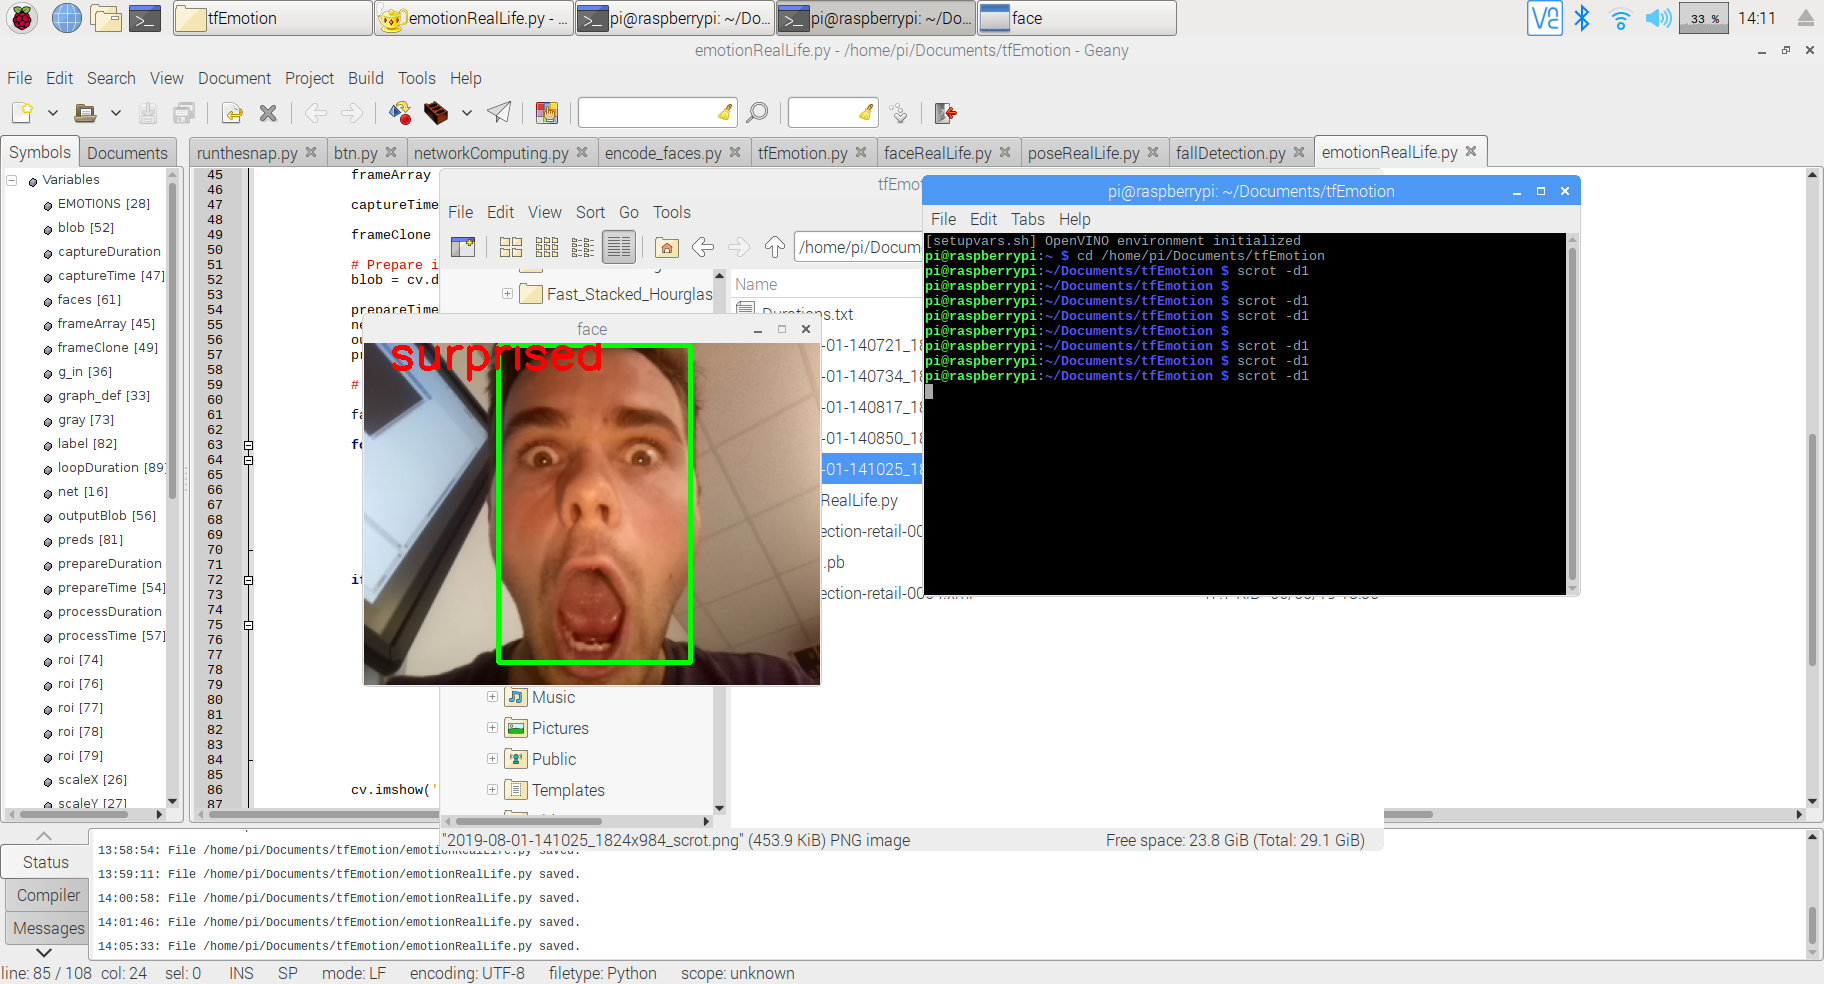 tfEmotion
emotionRealLife.py - ...
pi@raspberrypi: ~/Do...
pi@raspberrypi: ~/Do...
face
33 %
14:11
emotionRealLife.py - /home/pi/Documents/tfEmotion - Geany
File Edit Search View Document Project Build Tools Help
Symbols Documents
runthesnap.py btn.py networkComputing.py encode_faces.py tfEmotion.py faceRealLife.py poseRealLife.py fallDetection.py emotionRealLife.py
Variables
EMOTIONS [28]
blob [52]
captureDuration
captureTime [47]
faces [61]
frameArray [45]
frameClone [49]
g_in [36]
graph_def [33]
gray [73]
label [82]
loopDuration [89]
net [16]
outputBlob [56]
preds [81]
prepareDuration
prepareTime [54]
processDuration
processTime [57]
roi [74]
roi [76]
roi [77]
roi [78]
roi [79]
scaleX [26]
scaleY [27]
45 frameArray
46
47 captureTime
48
49 frameClone
50
51 # Prepare i
52 blob = cv.d
53
54 prepareTime
55 ne
56 ou
57 pr
58
59 #
60
61 fa
62
63 fo
64
65
66
67
68
69
70
71
72 if
73
74
75
76
77
78
79
80
81
82
83
84
85
86 cv.imshow('
87
tfEmot
File Edit View Sort Go Tools
/home/pi/Docum
Fast_Stacked_Hourglas
Music
Pictures
Public
Templates
Name
Durations.txt
-01-140721_18
-01-140734_18
-01-140817_18
-01-140850_18
-01-141025_18
RealLife.py
ection-retail-00
.pb
"2019-08-01-141025_1824x984_scrot.png" (453.9 KiB) PNG image
Free space: 23.8 GiB (Total: 29.1 GiB)
face
surprised
pi@raspberrypi: ~/Documents/tfEmotion
File Edit Tabs Help
[setupvars.sh] OpenVINO environment initialized
pi@raspberrypi:~ $ cd /home/pi/Documents/tfEmotion
pi@raspberrypi:~/Documents/tfEmotion $ scrot -d1
pi@raspberrypi:~/Documents/tfEmotion $
pi@raspberrypi:~/Documents/tfEmotion $ scrot -d1
pi@raspberrypi:~/Documents/tfEmotion $ scrot -d1
pi@raspberrypi:~/Documents/tfEmotion $
pi@raspberrypi:~/Documents/tfEmotion $ scrot -d1
pi@raspberrypi:~/Documents/tfEmotion $ scrot -d1
pi@raspberrypi:~/Documents/tfEmotion $ scrot -d1
Status
Compiler
Messages
13:58:54: File /home/pi/Documents/tfEmotion/emotionRealLife.py saved.
13:59:11: File /home/pi/Documents/tfEmotion/emotionRealLife.py saved.
14:00:58: File /home/pi/Documents/tfEmotion/emotionRealLife.py saved.
14:01:46: File /home/pi/Documents/tfEmotion/emotionRealLife.py saved.
14:05:33: File /home/pi/Documents/tfEmotion/emotionRealLife.py saved.
line: 85 / 108 col: 24 sel: 0 INS SP mode: LF encoding: UTF-8 filetype: Python scope: unknown